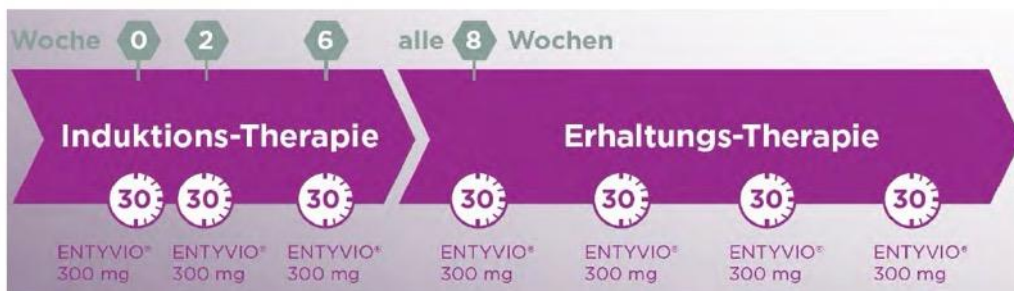 Woche 0 2 6 alle 8 Wochen
Induktions-Therapie Erhaltungs-Therapie
30 30 30 30 30 30 30
ENTYVIO® ENTYVIO® ENTYVIO® ENTYVIO® ENTYVIO® ENTYVIO® ENTYVIO®
300 mg 300 mg 300 mg 300 mg 300 mg 300 mg 300 mg